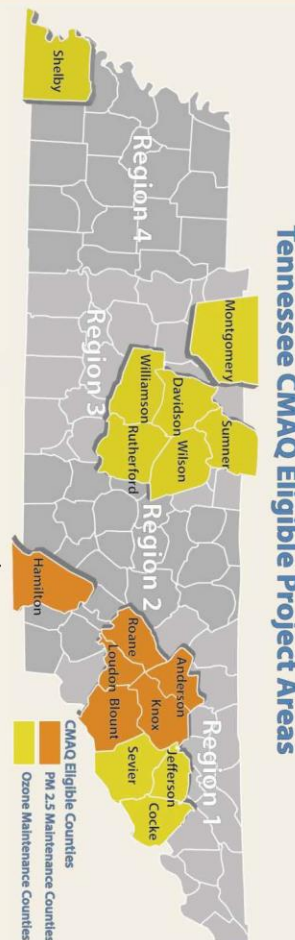 Tennessee CMAQ Eligible Project Areas
Shelby
Region 4
Region 3
Montgomery
Sumner
Davidson
Wilson
Williamson
Rutherford
Region 2
Hamilton
Roane
Anderson
Loudon
Knox
Blount
Region 1
Jefferson
Sevier
Cocke
CMAQ Eligible Counties
PM 2.5 Maintenance Counties
Ozone Maintenance Counties